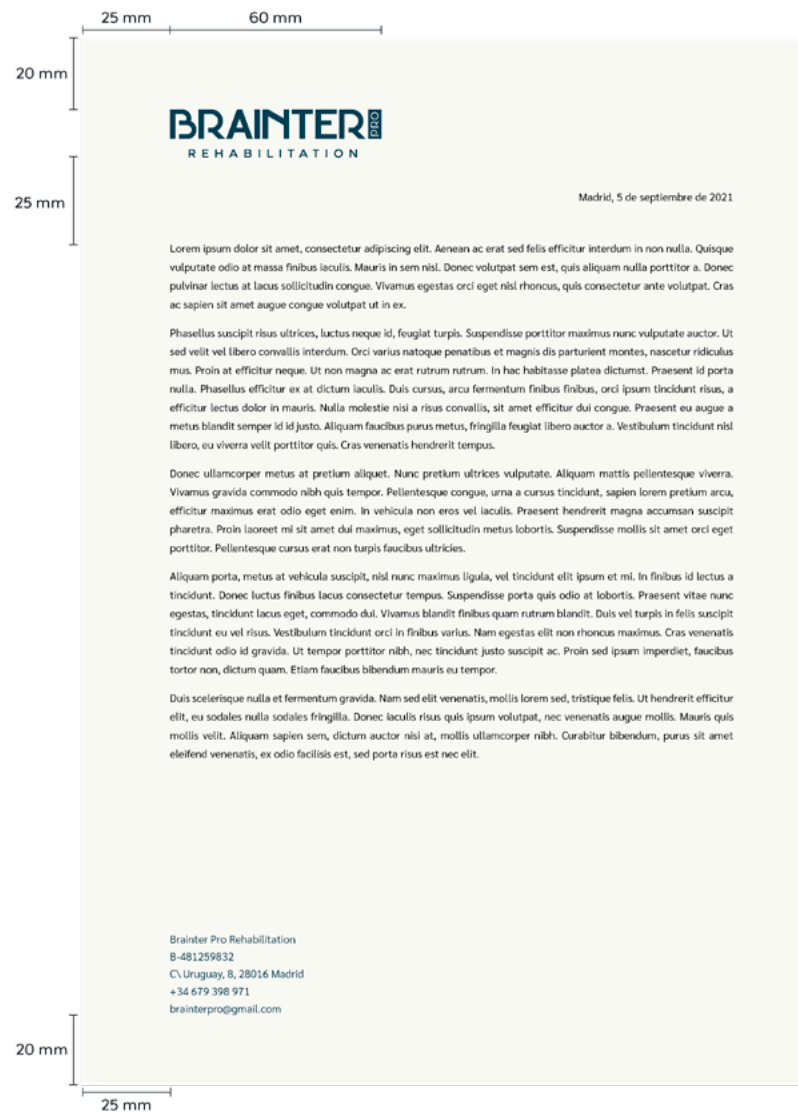 25 mm
60 mm
20 mm
BRAINTER PRO
REHABILITATION
25 mm
Madrid, 5 de septiembre de 2021
Lorem ipsum dolor sit amet, consectetur adipiscing elit. Aenean ac erat sed felis efficitur interdum in non nulla. Quisque
vulputate odio at massa finibus iaculis. Mauris in sem nisl. Donec volutpat sem est, quis aliquam nulla porttitor a. Donec
pulvinar lectus at lacus sollicitudin congue. Vivamus egestas orci eget nisl rhoncus, quis consectetur ante volutpat. Cras
ac sapien sit amet augue congue volutpat ut in ex.
Phasellus suscipit risus ultrices, luctus neque id, feugiat turpis. Suspendisse porttitor maximus nunc vulputate auctor. Ut
sed velit vel libero convallis interdum. Orci varius natoque penatibus et magnis dis parturient montes, nascetur ridiculus
mus. Proin at efficitur neque. Ut non magna ac erat rutrum rutrum. In hac habitasse platea dictumst. Praesent id porta
nulla. Phasellus efficitur ex at dictum iaculis. Duis cursus, arcu fermentum finibus finibus, orci ipsum tincidunt risus, a
efficitur lectus dolor in mauris. Nulla molestie nisi a risus convallis, sit amet efficitur dui congue. Praesent eu augue a
metus blandit semper id id justo. Aliquam faucibus purus metus, fringilla feugiat libero auctor a. Vestibulum tincidunt nisl
libero, eu viverra velit porttitor quis. Cras venenatis hendrerit tempus.
Donec ullamcorper metus at pretium aliquet. Nunc pretium ultrices vulputate. Aliquam mattis pellentesque viverra.
Vivamus gravida commodo nibh quis tempor. Pellentesque congue, urna a cursus tincidunt, sapien lorem pretium arcu,
efficitur maximus erat odio eget enim. In vehicula non eros vel iaculis. Praesent hendrerit magna accumsan suscipit
pharetra. Proin laoreet mi sit amet dui maximus, eget sollicitudin metus lobortis. Suspendisse mollis sit amet orci eget
porttitor. Pellentesque cursus erat non turpis faucibus ultricies.
Aliquam porta, metus at vehicula suscipit, nisl nunc maximus ligula, vel tincidunt elit ipsum et mi. In finibus id lectus a
tincidunt. Donec luctus finibus lacus consectetur tempus. Suspendisse porta quis odio at lobortis. Praesent vitae nunc
egestas, tincidunt lacus eget, commodo dui. Vivamus blandit finibus quam rutrum blandit. Duis vel turpis in felis suscipit
tincidunt eu vel risus. Vestibulum tincidunt orci in finibus varius. Nam egestas elit non rhoncus maximus. Cras venenatis
tincidunt odio id gravida. Ut tempor porttitor nibh, nec tincidunt justo suscipit ac. Proin sed ipsum imperdiet, faucibus
tortor non, dictum quam. Etiam faucibus bibendum mauris eu tempor.
Duis scelerisque nulla et fermentum gravida. Nam sed elit venenatis, mollis lorem sed, tristique felis. Ut hendrerit efficitur
elit, eu sodales nulla sodales fringilla. Donec iaculis risus quis ipsum volutpat, nec venenatis augue mollis. Mauris quis
mollis velit. Aliquam sapien sem, dictum auctor nisi at, mollis ullamcorper nibh. Curabitur bibendum, purus sit amet
eleifend venenatis, ex odio facilisis est, sed porta risus est nec elit.
Brainter Pro Rehabilitation
B-481259832
C\ Uruguay, 8, 28016 Madrid
+34 679 398 971
brainterpro@gmail.com
20 mm
25 mm